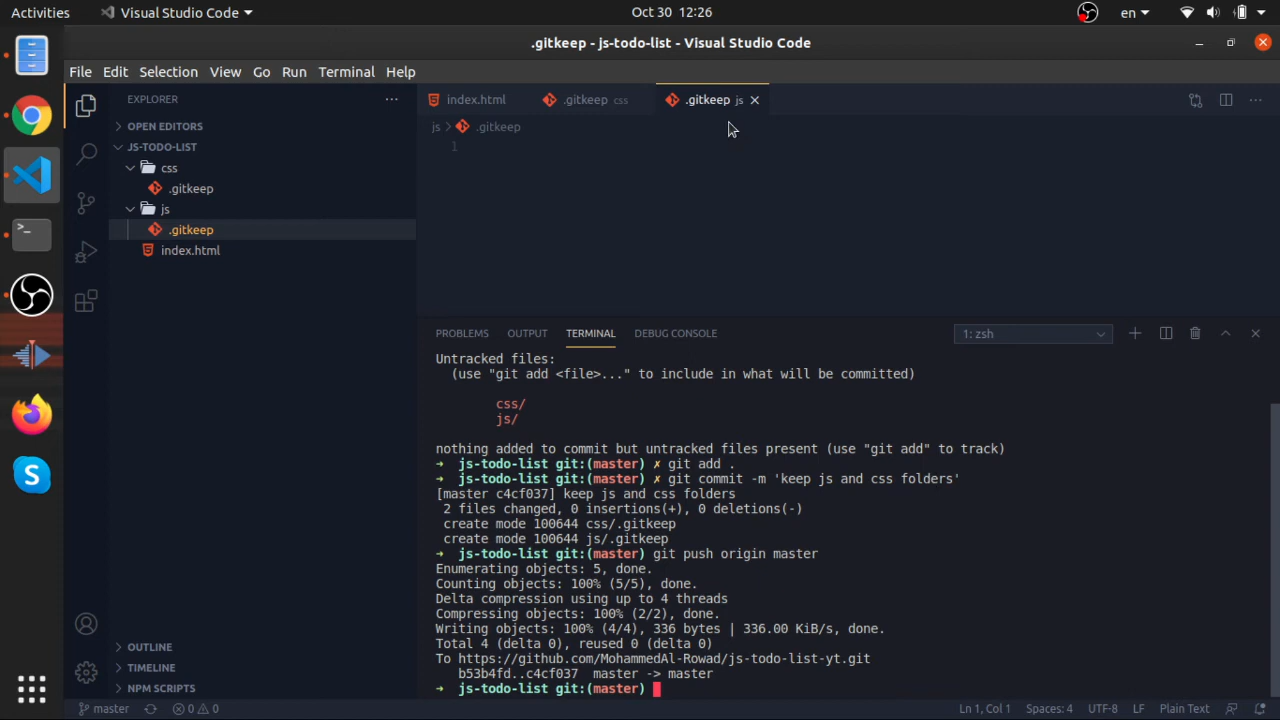 Activities
Visual Studio Code
Oct 30 12:26
en
.gitkeep - js-todo-list - Visual Studio Code
File Edit Selection View Go Run Terminal Help
EXPLORER
OPEN EDITORS
JS-TODO-LIST
css
.gitkeep
js
.gitkeep
index.html
OUTLINE
TIMELINE
NPM SCRIPTS
index.html
.gitkeep css
.gitkeep js
js > .gitkeep
1
PROBLEMS OUTPUT TERMINAL DEBUG CONSOLE
1: zsh
Untracked files:
(use "git add <file>..." to include in what will be committed)
css/
js/
nothing added to commit but untracked files present (use "git add" to track)
➜ js-todo-list git:(master) ✗ git add .
➜ js-todo-list git:(master) ✗ git commit -m 'keep js and css folders'
[master c4cf037] keep js and css folders
2 files changed, 0 insertions(+), 0 deletions(-)
create mode 100644 css/.gitkeep
create mode 100644 js/.gitkeep
➜ js-todo-list git:(master) git push origin master
Enumerating objects: 5, done.
Counting objects: 100% (5/5), done.
Delta compression using up to 4 threads
Compressing objects: 100% (2/2), done.
Writing objects: 100% (4/4), 336 bytes | 336.00 KiB/s, done.
Total 4 (delta 0), reused 0 (delta 0)
To https://github.com/MohammedAl-Rowad/js-todo-list-yt.git
b53b4fd..c4cf037 master -> master
➜ js-todo-list git:(master)
master
0 0
Ln 1, Col 1 Spaces: 4 UTF-8 LF Plain Text